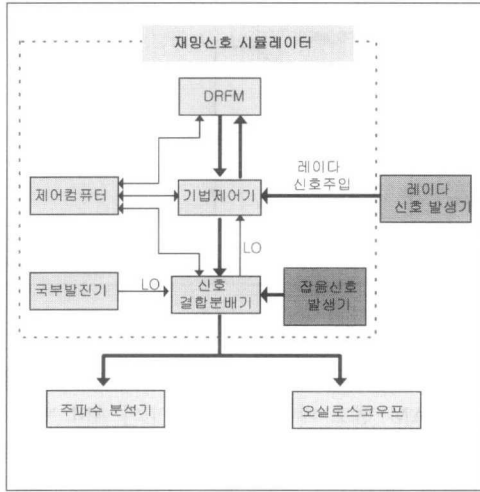 재밍신호 시뮬레이터
DRFM
레이다
신호주입
제어컴퓨터
기법제어기
레이다
신호 발생기
LO
국부발진기
LO
신호
결합분배기
잡음신호
발생기
주파수 분석기
오실로스코우프